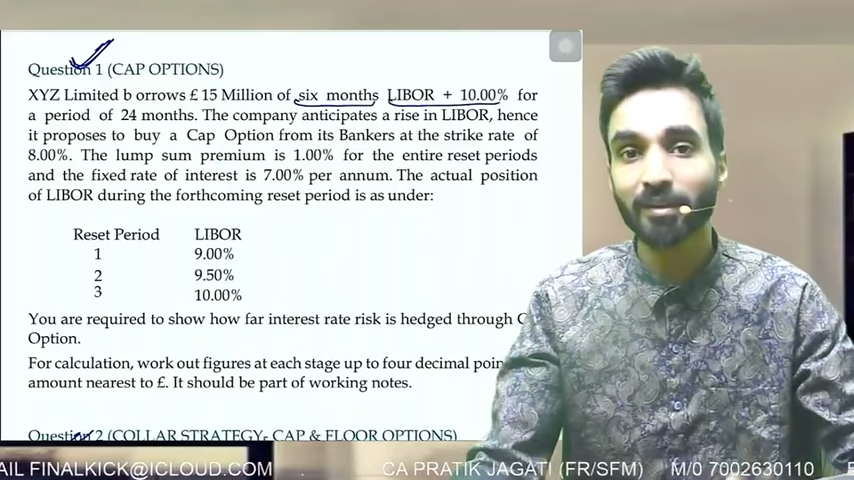 Question 1 (CAP OPTIONS)
XYZ Limited b orrows £ 15 Million of six months LIBOR + 10.00% for
a period of 24 months. The company anticipates a rise in LIBOR, hence
it proposes to buy a Cap Option from its Bankers at the strike rate of
8.00%. The lump sum premium is 1.00% for the entire reset periods
and the fixed rate of interest is 7.00% per annum. The actual position
of LIBOR during the forthcoming reset period is as under:
Reset Period LIBOR
1 9.00%
2 9.50%
3 10.00%
You are required to show how far interest rate risk is hedged through
Option.
For calculation, work out figures at each stage up to four decimal
amount nearest to £. It should be part of working notes.
Question 2 (COLLAR STRATEGY- CAP & FLOOR OPTIONS)
FINALKICK@ICLOUD.COM CA PRATIK JAGATI (FR/SFM) M/0 7002630110